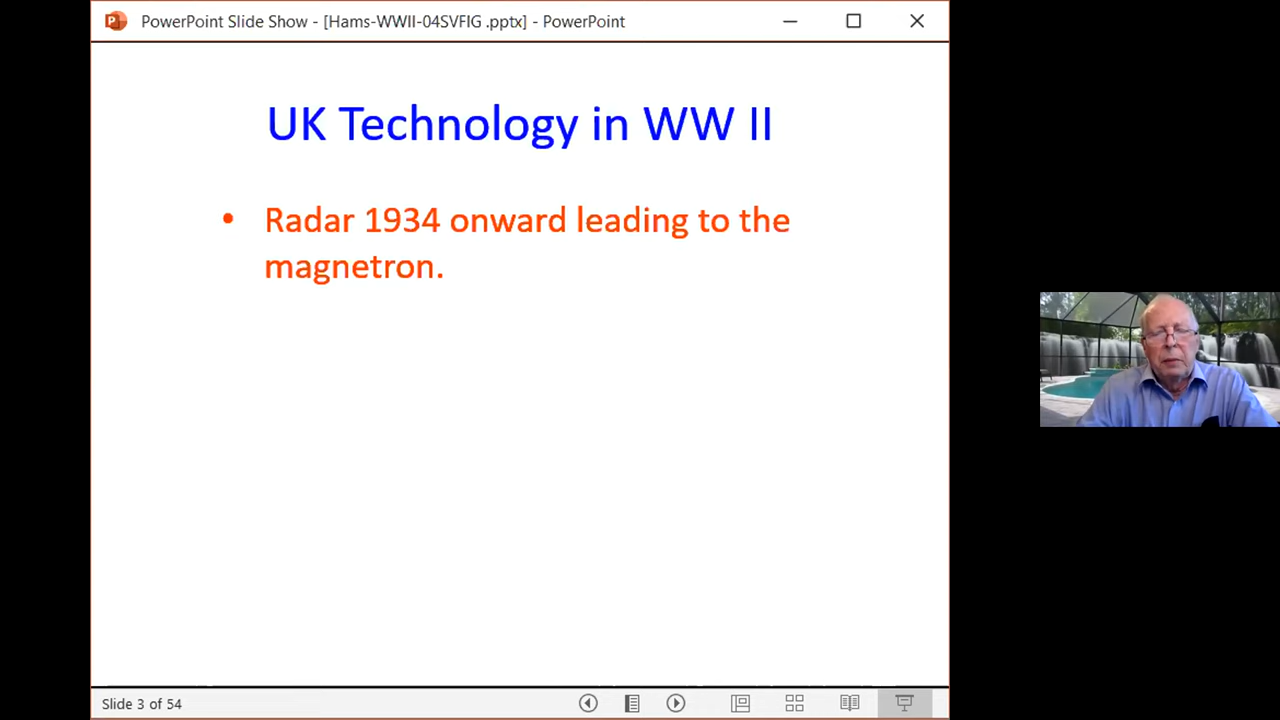 PowerPoint Slide Show - [Hams-WWII-04SVFIG .pptx] - PowerPoint
UK Technology in WW II
• Radar 1934 onward leading to the
magnetron.
Slide 3 of 54